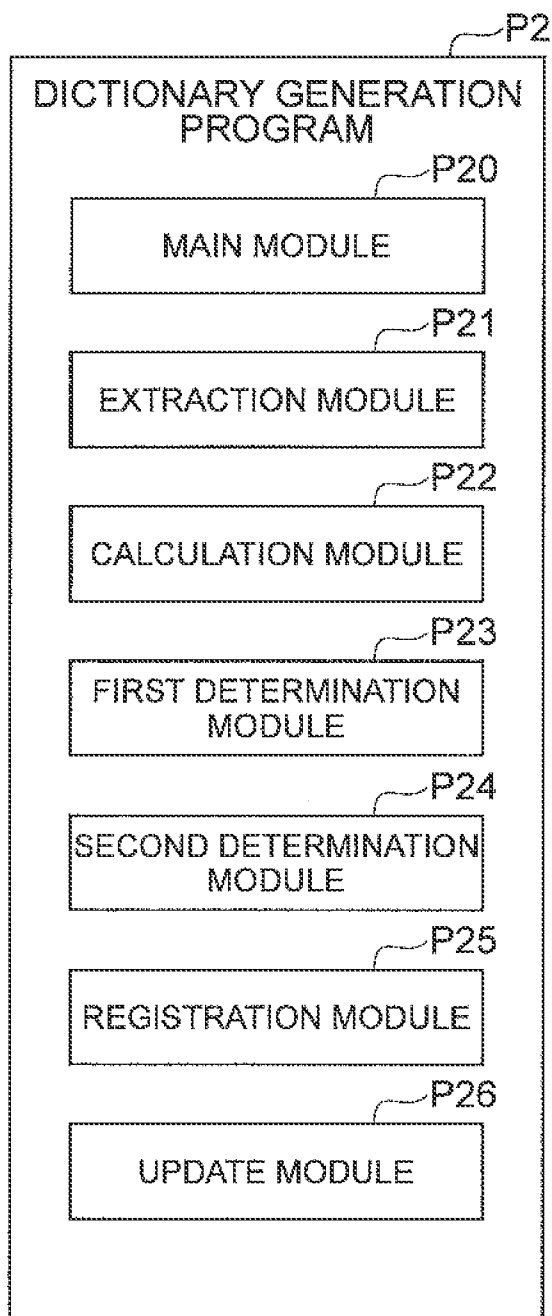 P2
DICTIONARY GENERATION
PROGRAM
P20
MAIN MODULE
P21
EXTRACTION MODULE
P22
CALCULATION MODULE
P23
FIRST DETERMINATION
MODULE
P24
SECOND DETERMINATION
MODULE
P25
REGISTRATION MODULE
P26
UPDATE MODULE